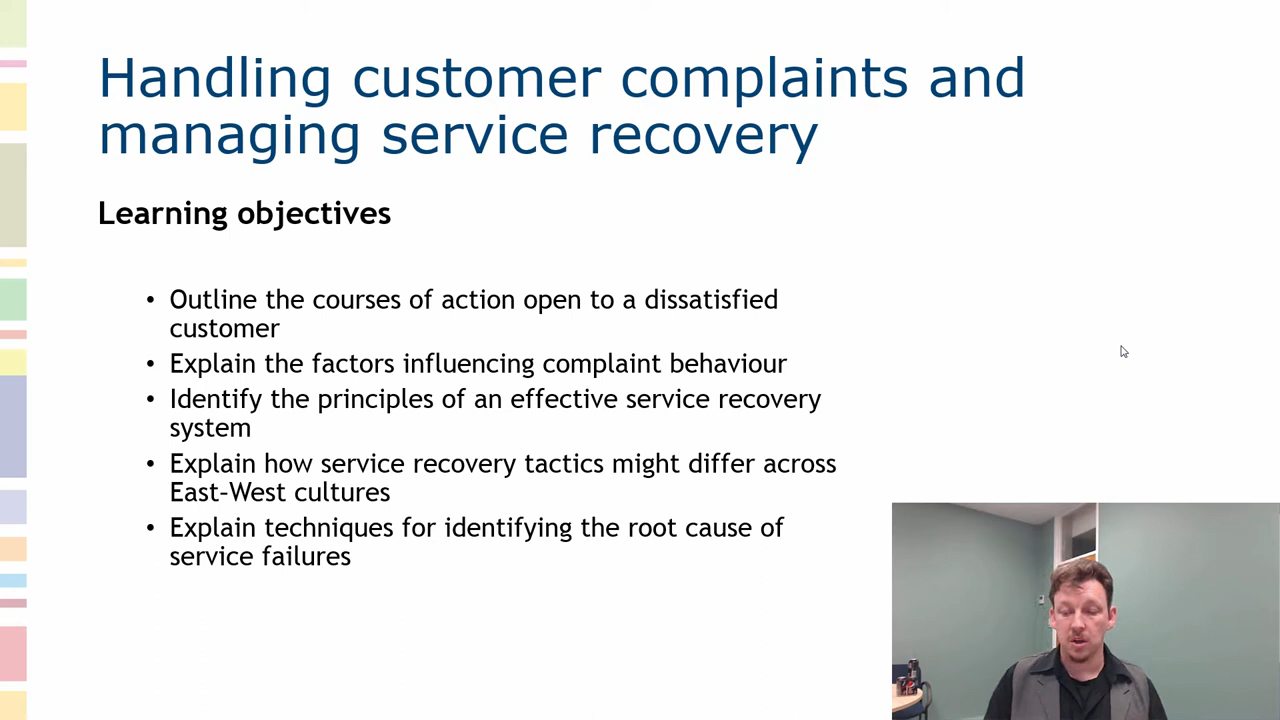 Handling customer complaints and
managing service recovery
Learning objectives
• Outline the courses of action open to a dissatisfied
customer
• Explain the factors influencing complaint behaviour
• Identify the principles of an effective service recovery
system
• Explain how service recovery tactics might differ across
East–West cultures
• Explain techniques for identifying the root cause of
service failures